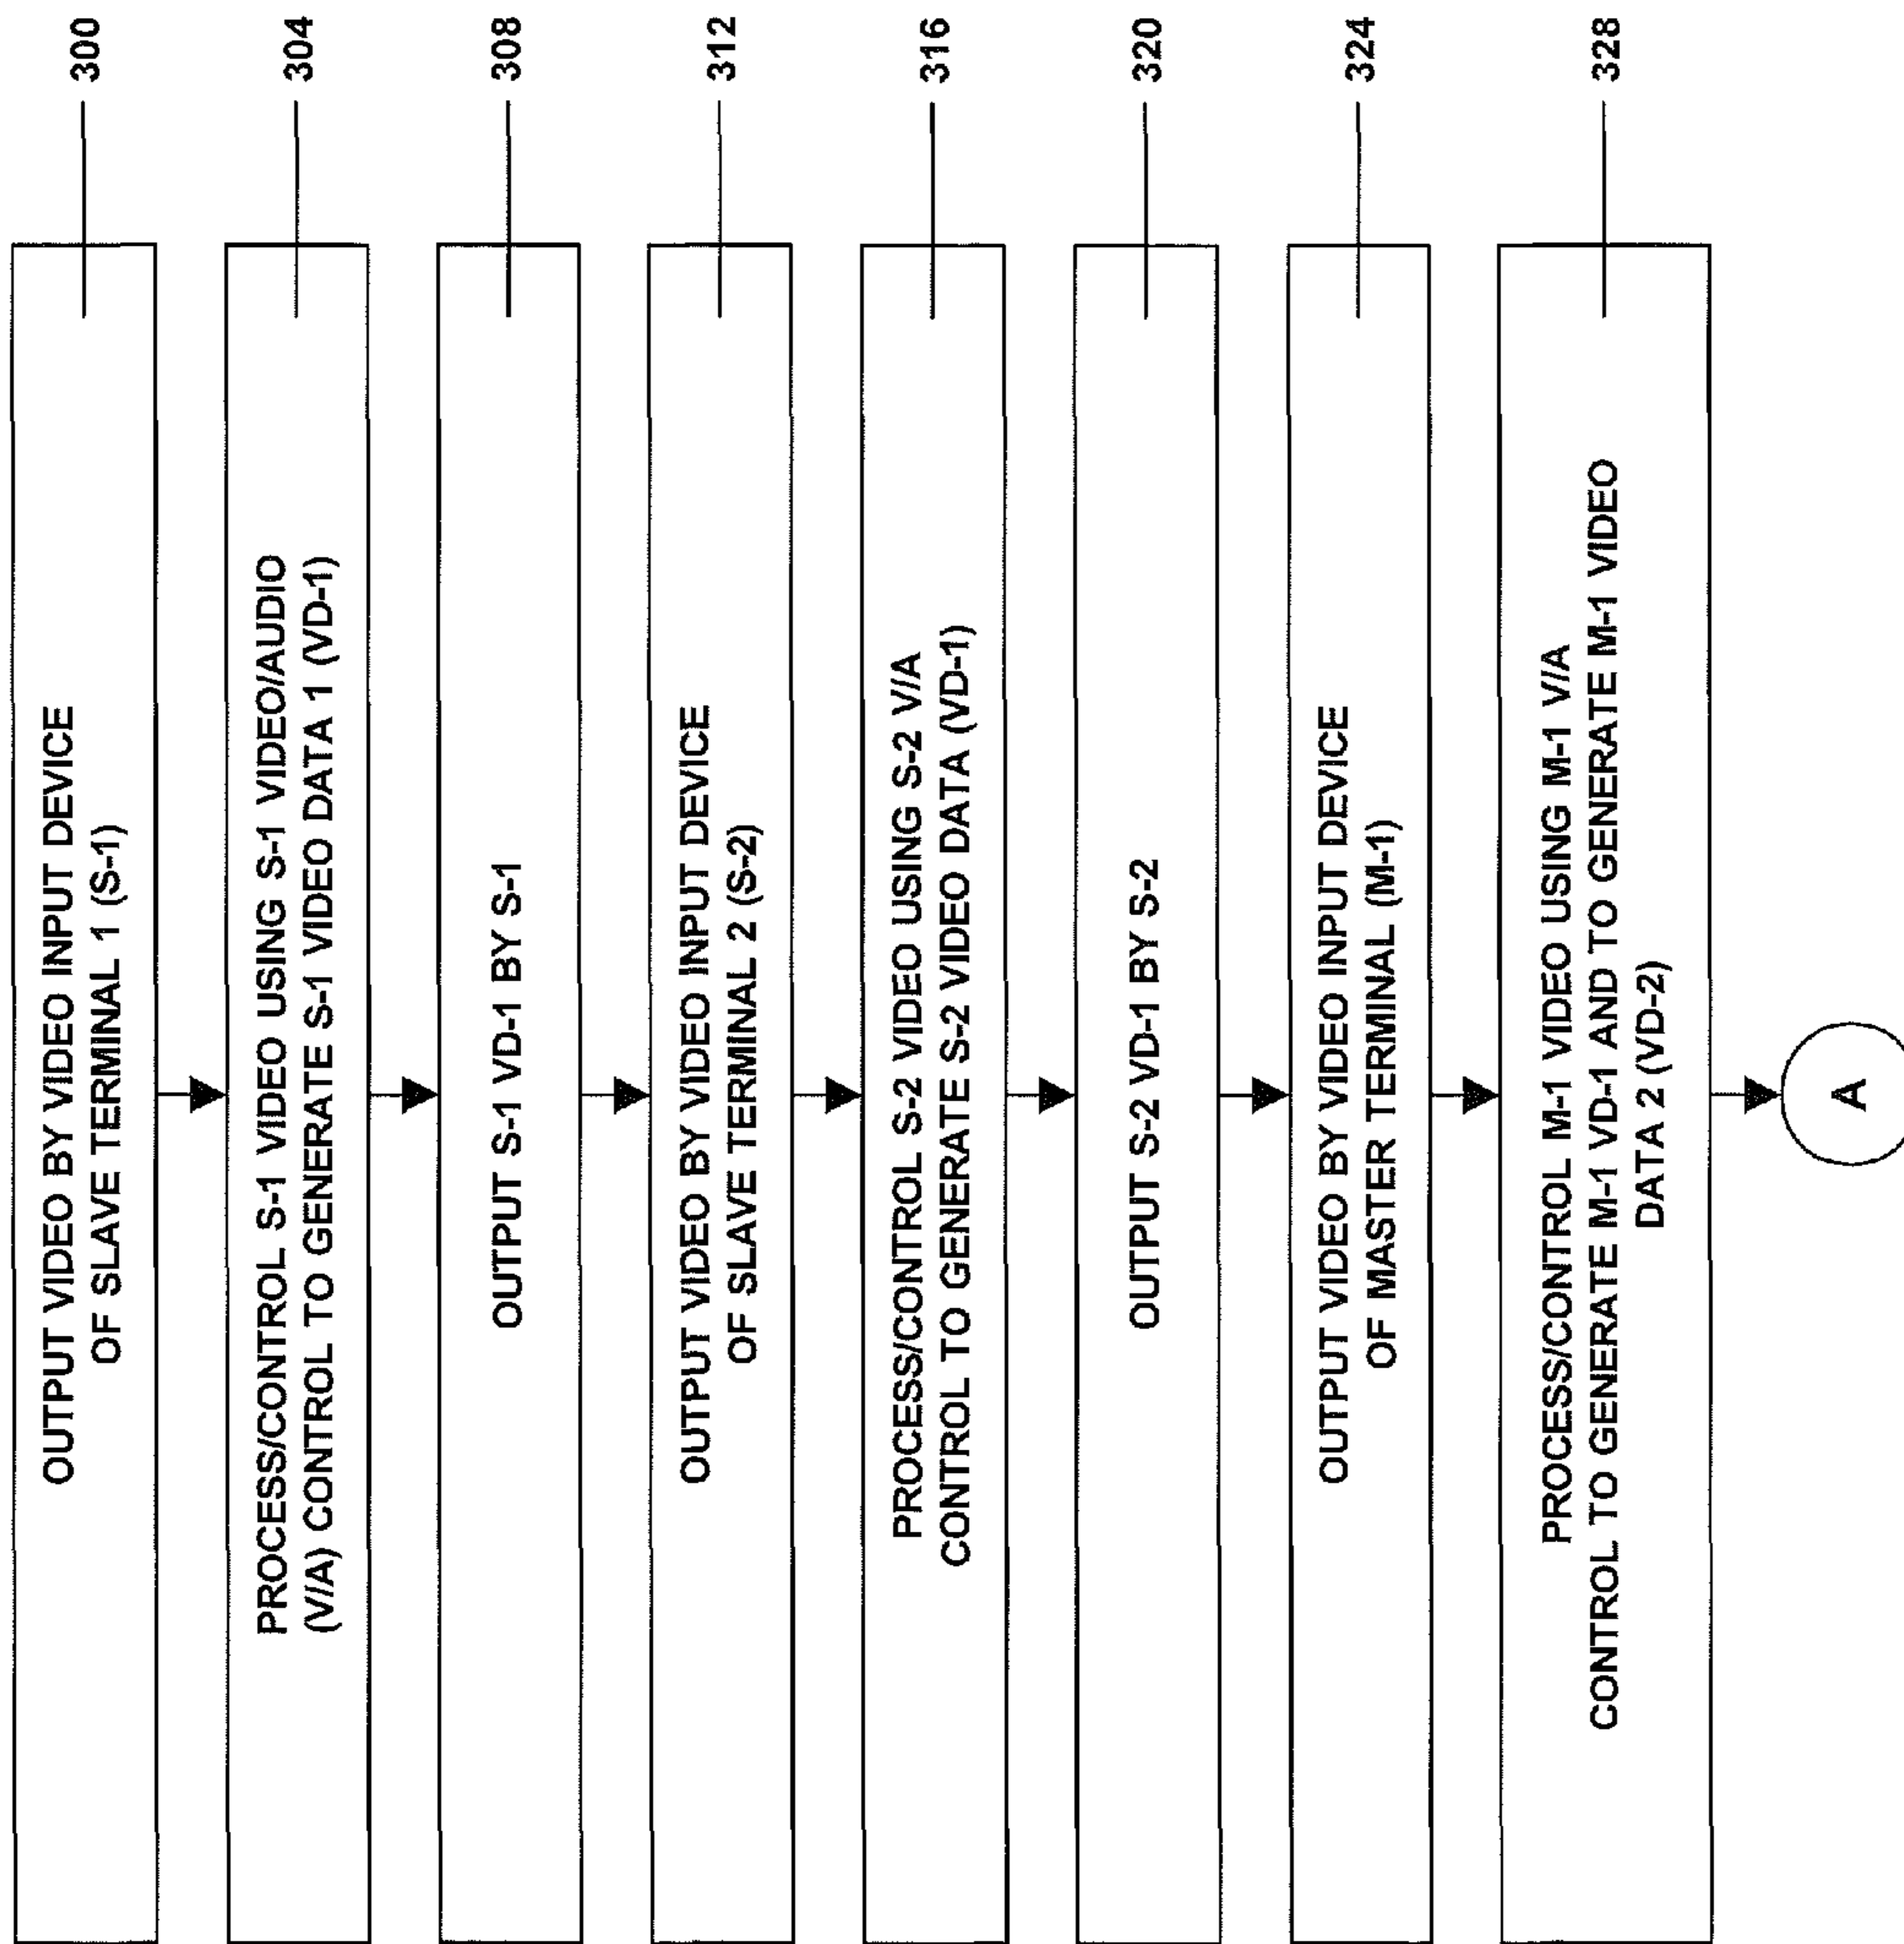 OUTPUT VIDEO BY VIDEO INPUT DEVICE
OF SLAVE TERMINAL 1 (S-1)
300
PROCESS/CONTROL S-1 VIDEO USING S-1 VIDEO/AUDIO
(V/A) CONTROL TO GENERATE S-1 VIDEO DATA 1 (VD-1)
304
OUTPUT S-1 VD-1 BY S-1
308
OUTPUT VIDEO BY VIDEO INPUT DEVICE
OF SLAVE TERMINAL 2 (S-2)
312
PROCESS/CONTROL S-2 VIDEO USING S-2 V/A
CONTROL TO GENERATE S-2 VIDEO DATA (VD-1)
316
OUTPUT S-2 VD-1 BY S-2
320
OUTPUT VIDEO BY VIDEO INPUT DEVICE
OF MASTER TERMINAL (M-1)
324
PROCESS/CONTROL M-1 VIDEO USING M-1 V/A
CONTROL TO GENERATE M-1 VD-1 AND TO GENERATE M-1 VIDEO
DATA 2 (VD-2)
328
A